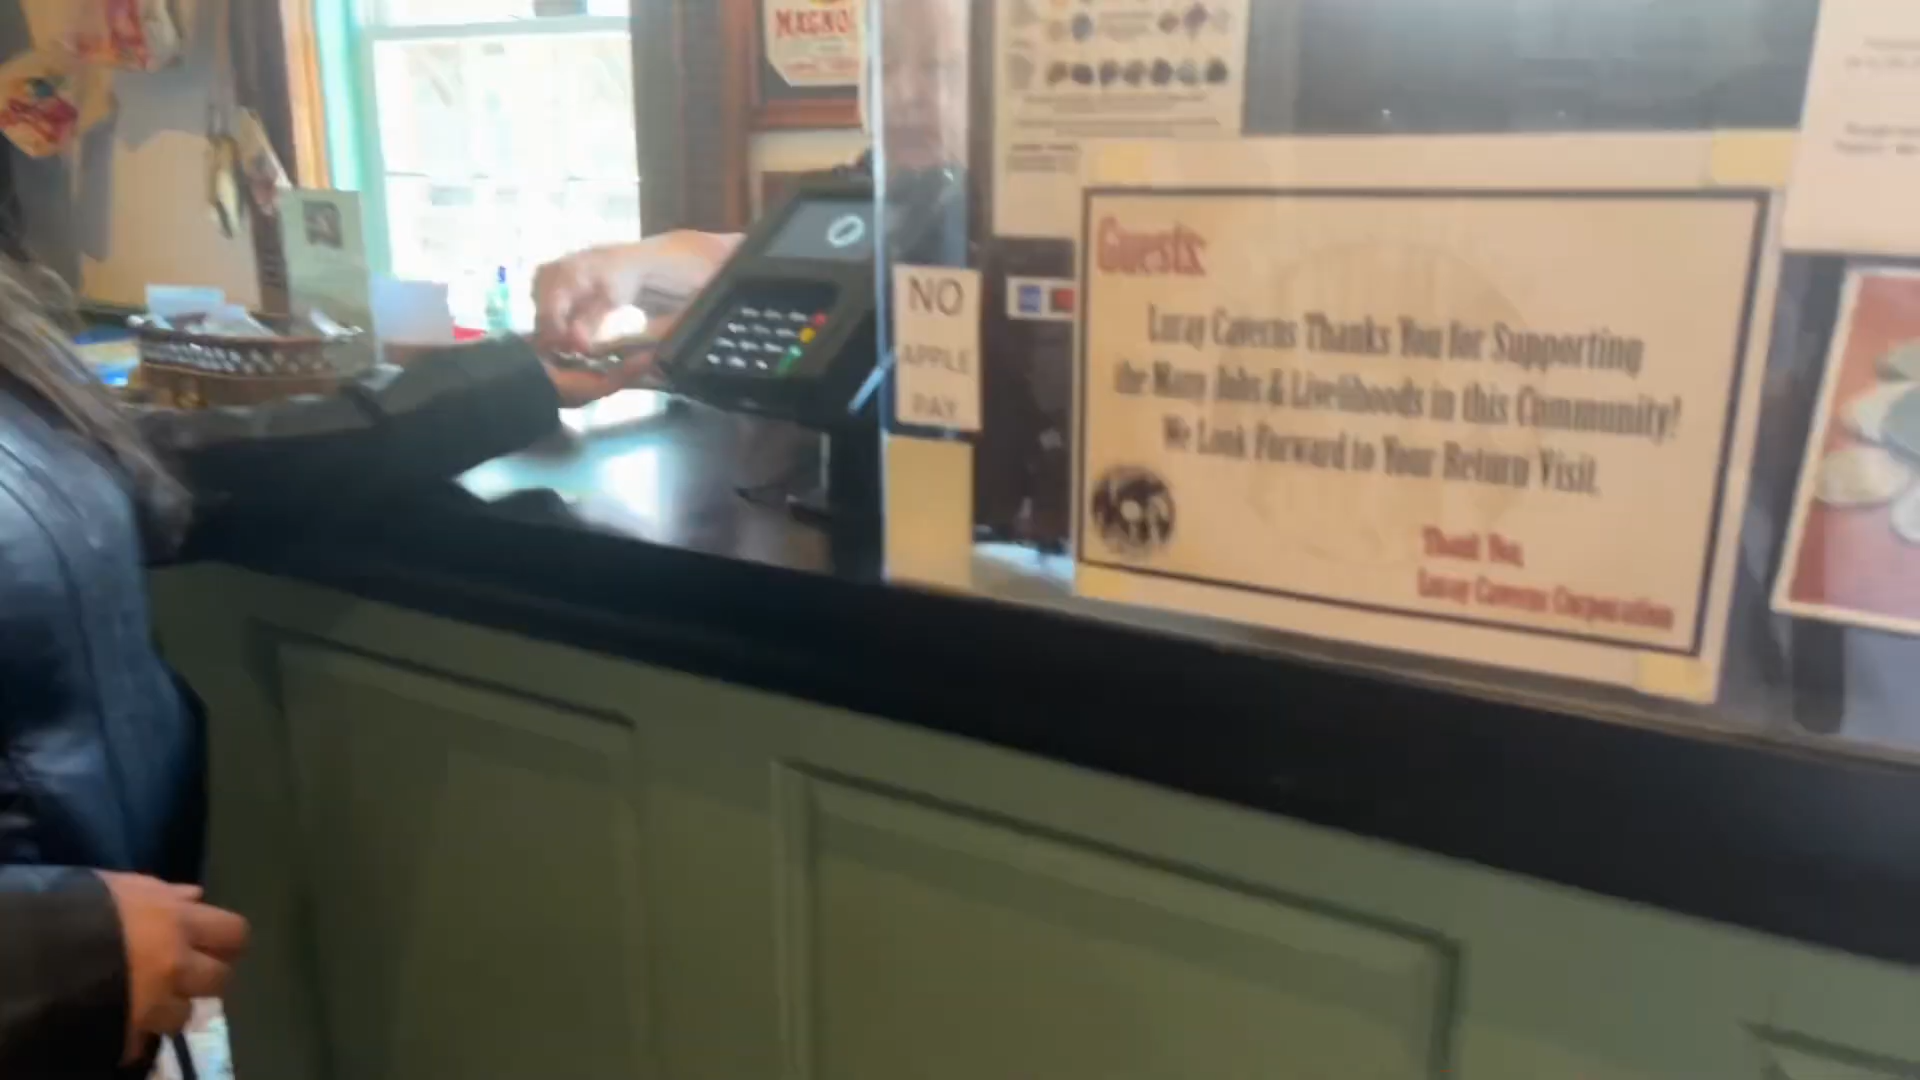 MAGNOL
NO
APPLE
PAY
Guests:
Luray Caverns Thanks You for Supporting
the Many Jobs & Livelihoods in this Community!
We Look Forward to Your Return Visit.
Thank You,
Luray Caverns Corporation